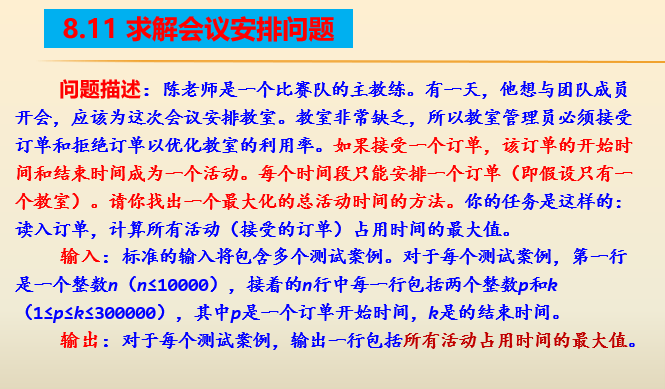 8.11 求解会议安排问题
问题描述：陈老师是一个比赛队的主教练。有一天，他想与团队成员
开会，应该为这次会议安排教室。教室非常缺乏，所以教室管理员必须接受
订单和拒绝订单以优化教室的利用率。如果接受一个订单，该订单的开始时
间和结束时间成为一个活动。每个时间段只能安排一个订单（即假设只有一
个教室）。请你找出一个最大化的总活动时间的方法。你的任务是这样的：
读入订单，计算所有活动（接受的订单）占用时间的最大值。
输入：标准的输入将包含多个测试案例。对于每个测试案例，第一行
是一个整数n（n≤10000），接着的n行中每一行包括两个整数p和k
（1≤p≤k≤300000），其中p是一个订单开始时间，k是的结束时间。
输出：对于每个测试案例，输出一行包括所有活动占用时间的最大值。